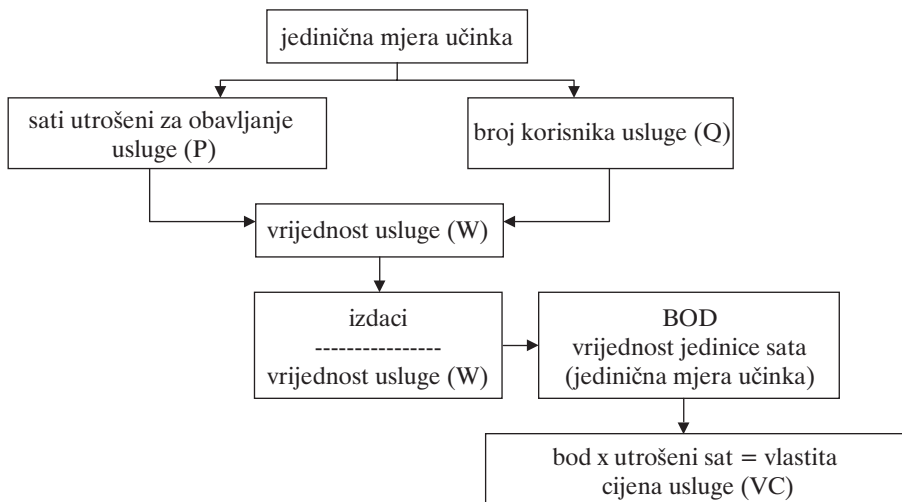 jedinična mjera učinka
sati utrošeni za obavljanje
usluge (P)
broj korisnika usluge (Q)
vrijednost usluge (W)
izdaci
----------------
vrijednost usluge (W)
BOD
vrijednost jedinice sata
(jedinična mjera učinka)
bod x utrošeni sat = vlastita
cijena usluge (VC)